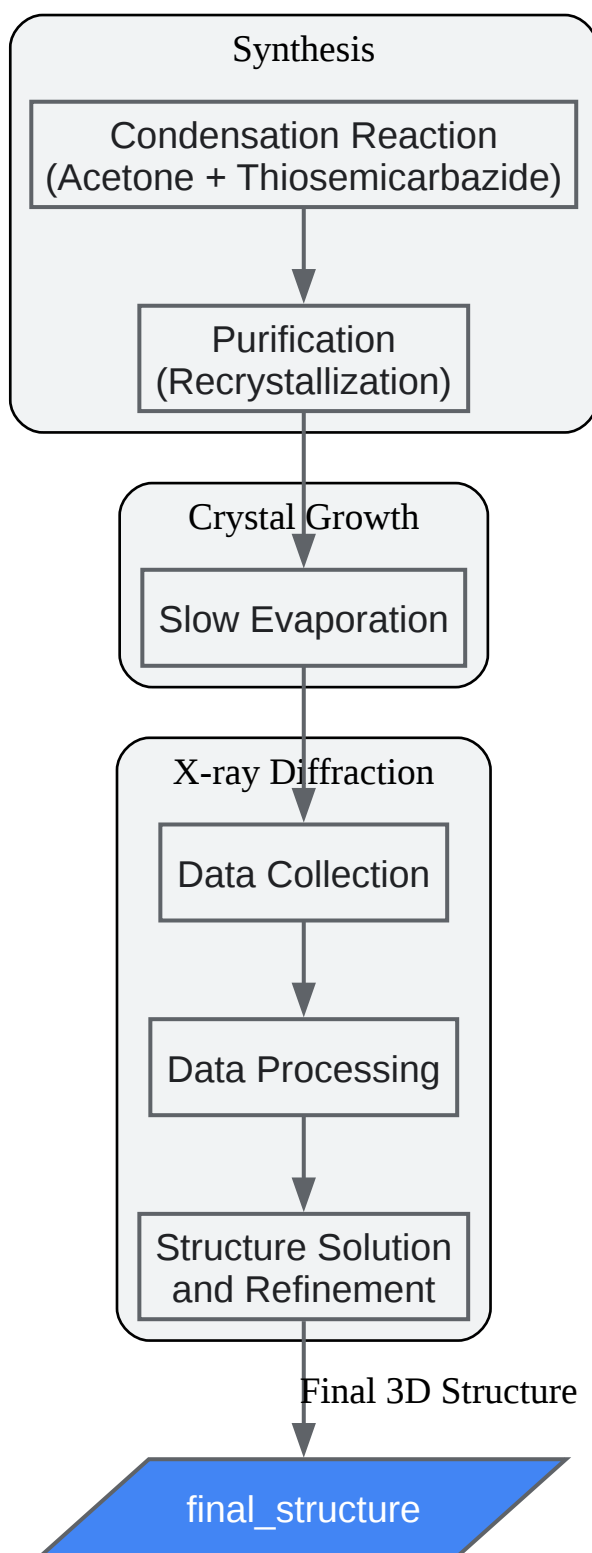 Synthesis
Condensation Reaction
(Acetone + Thiosemicarbazide)
Purification
(Recrystallization)
Crystal Growth
Slow Evaporation
X-ray Diffraction
Data Collection
Data Processing
Structure Solution
and Refinement
Final 3D Structure
final_structure